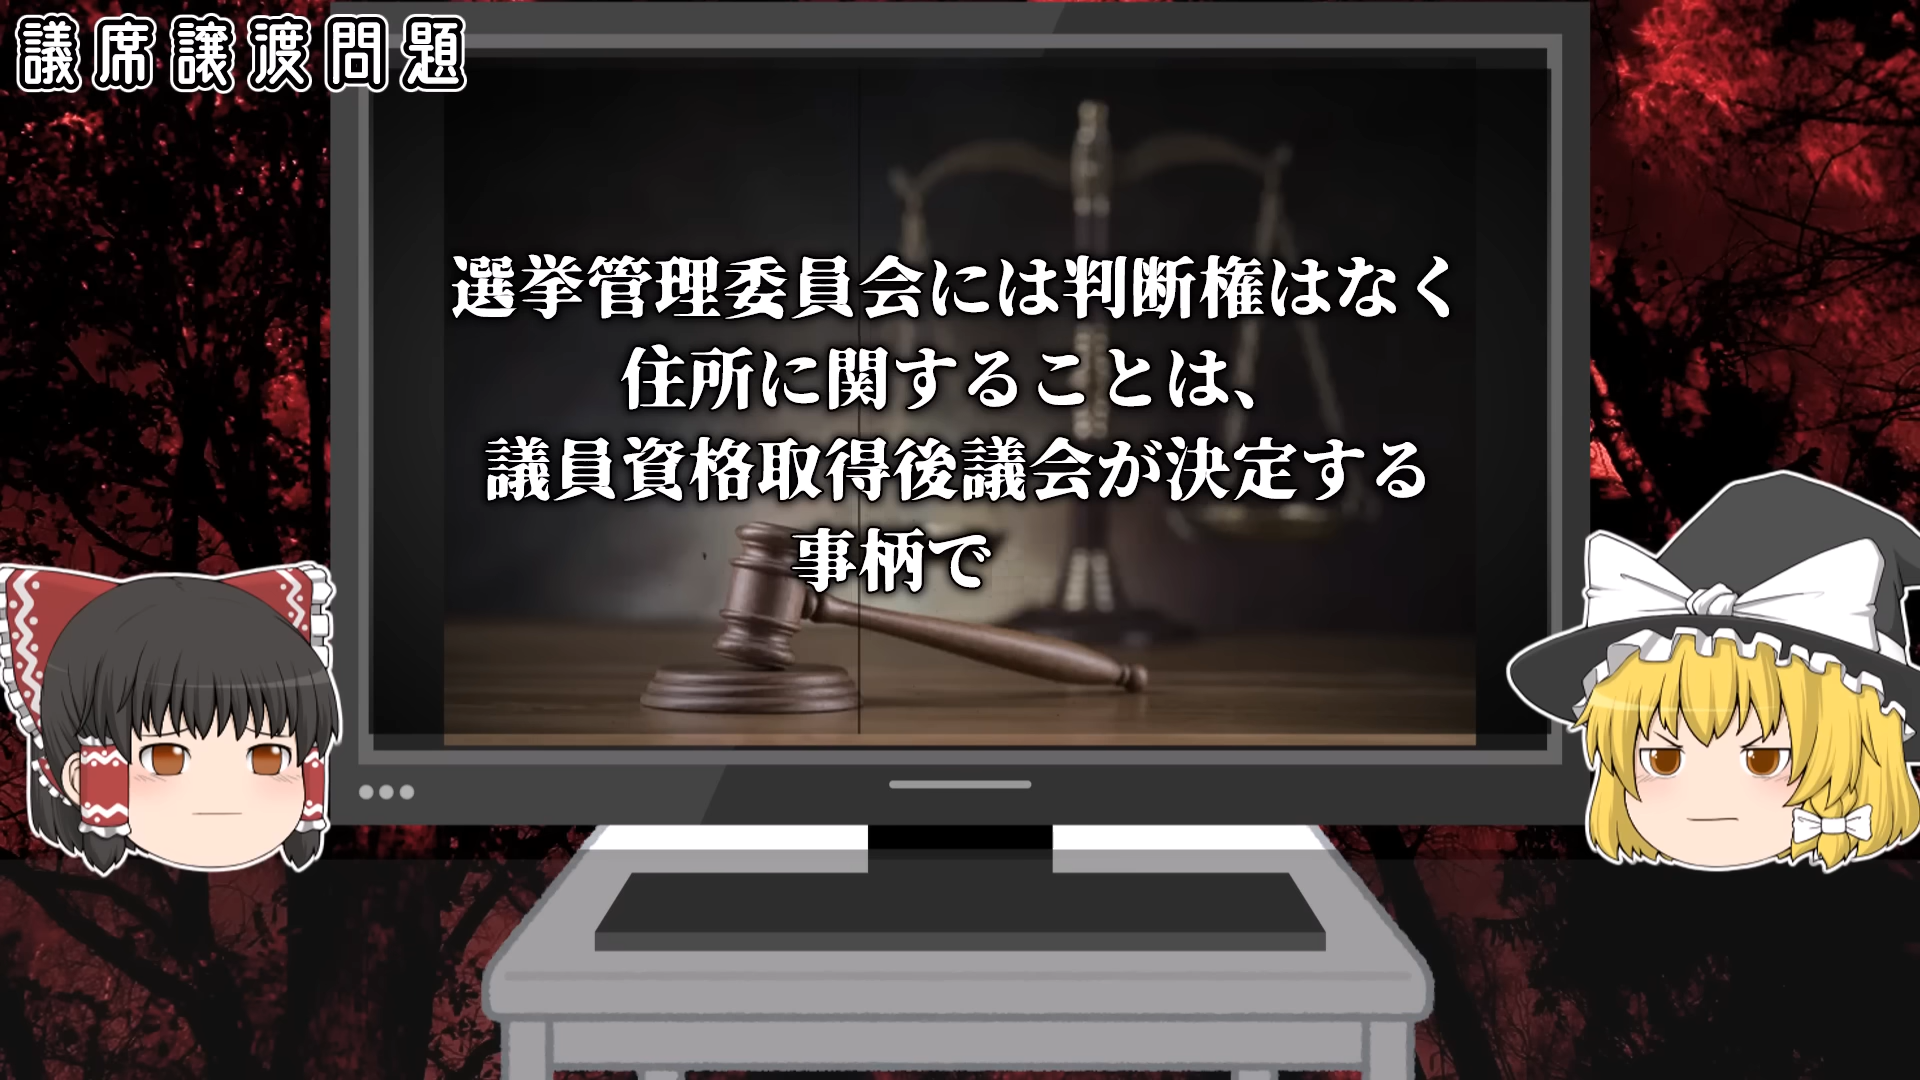 議席譲渡問題
選挙管理委員会には判断権はなく
住所に関することは、
議員資格取得後議会が決定する
事柄で